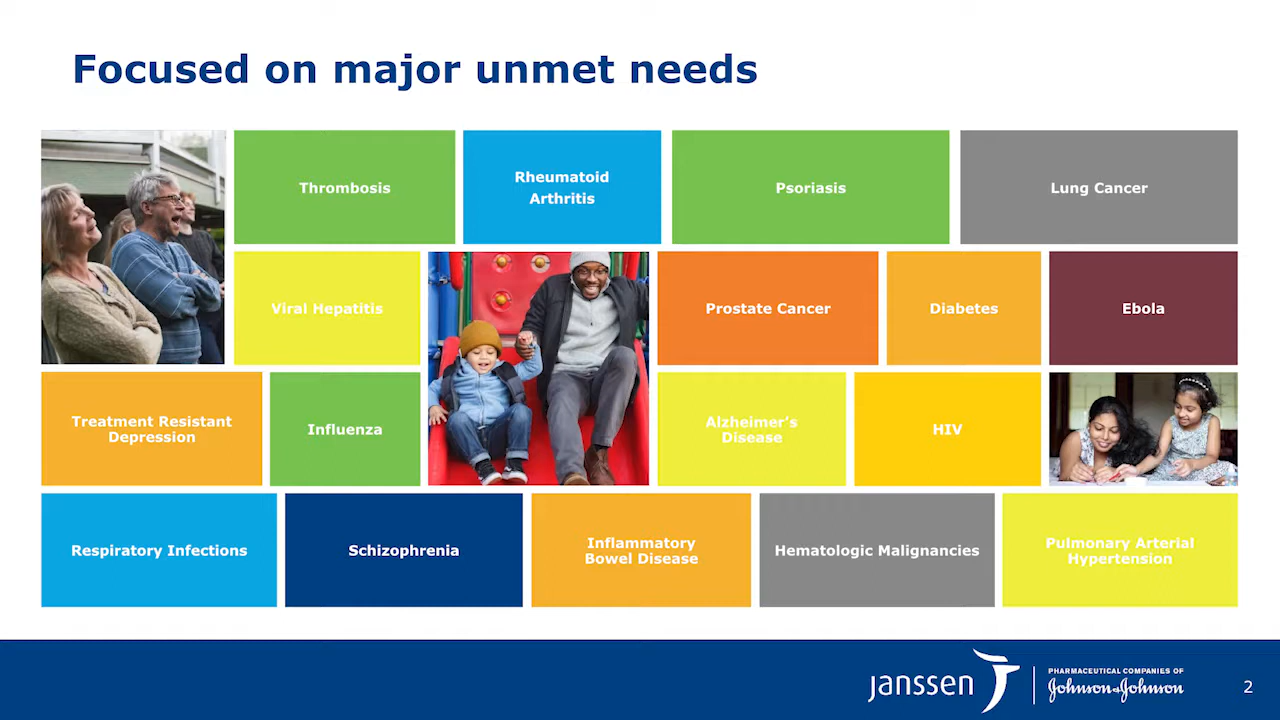 Focused on major unmet needs
Thrombosis
Rheumatoid
Arthritis
Psoriasis
Lung Cancer
Viral Hepatitis
Prostate Cancer
Diabetes
Ebola
Treatment Resistant
Depression
Influenza
Alzheimer's
Disease
HIV
Respiratory Infections
Schizophrenia
Inflammatory
Bowel Disease
Hematologic Malignancies
Pulmonary Arterial
Hypertension
janssen
PHARMACEUTICAL COMPANIES OF
Johnson & Johnson
2